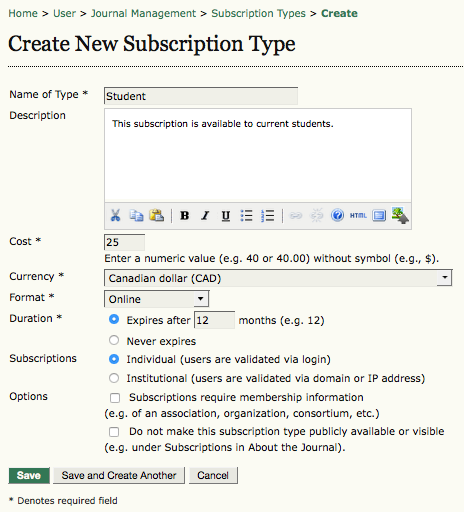 Home > User > Journal Management > Subscription Types > Create
Create New Subscription Type
Name of Type * Student
Description
This subscription is available to current students.
B I U HTML
Cost * 25
Enter a numeric value (e.g. 40 or 40.00) without symbol (e.g., $).
Currency * Canadian dollar (CAD)
Format * Online
Duration * Expires after 12 months (e.g. 12)
Never expires
Subscriptions Individual (users are validated via login)
Institutional (users are validated via domain or IP address)
Options Subscriptions require membership information
(e.g. of an association, organization, consortium, etc.)
Do not make this subscription type publicly available or visible
(e.g. under Subscriptions in About the Journal).
Save Save and Create Another Cancel
* Denotes required field